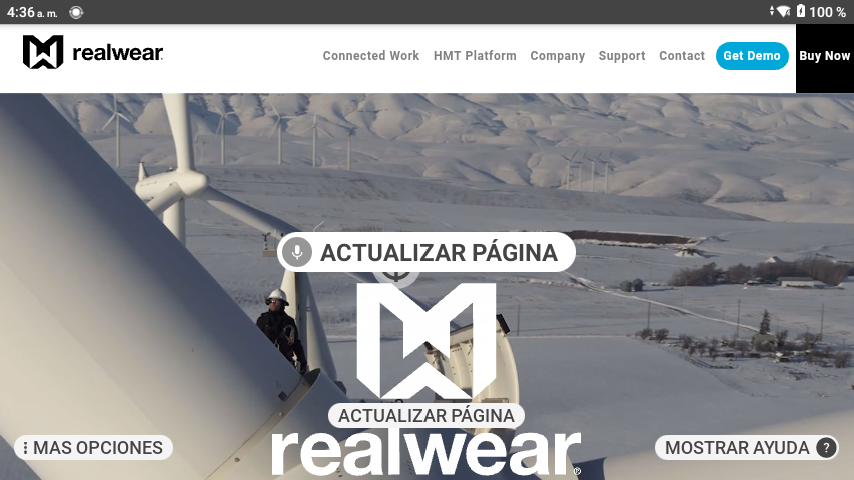 4:36 a. m.
100 %
realwear
Connected Work
HMT Platform
Company
Support
Contact
Get Demo
Buy Now
ACTUALIZAR PÁGINA
ACTUALIZAR PÁGINA
MAS OPCIONES
realwear®
MOSTRAR AYUDA ?